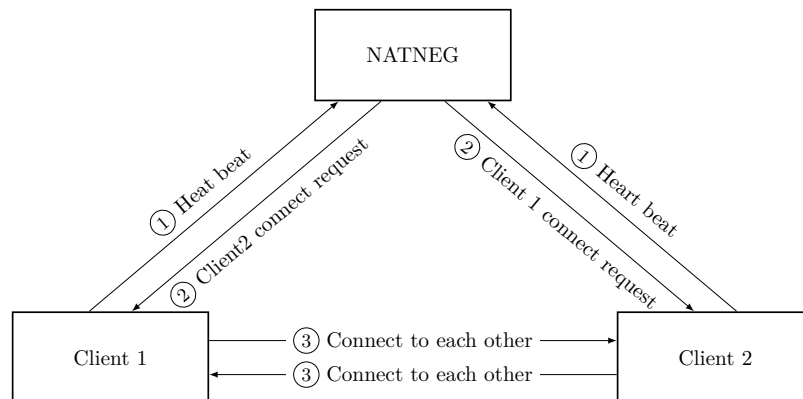 NATNEG
① Heat beat
② Client2 connect request
② Client 1 connect request
① Heart beat
Client 1
③ Connect to each other
③ Connect to each other
Client 2